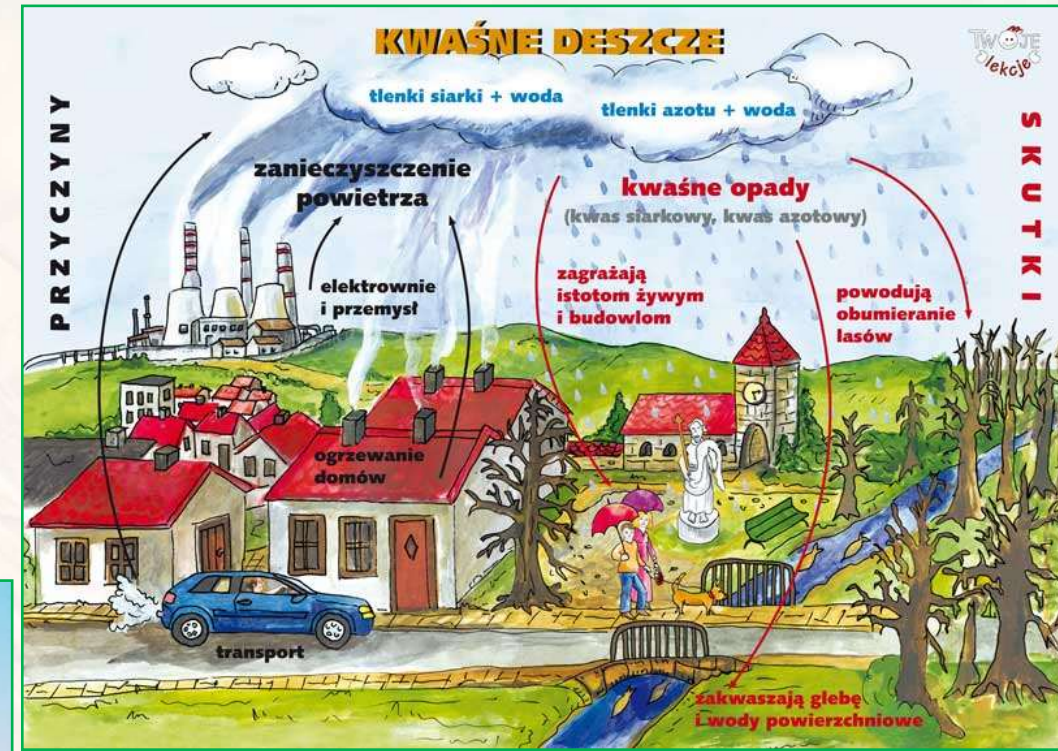 KWAŚNE DESZCZE
TWOJE
lekcje
PRZYCZYNY
SKUTKI
tlenki siarki + woda
tlenki azotu + woda
zanieczyszczenie
powietrza
kwaśne opady
(kwas siarkowy, kwas azotowy)
elektrownie
i przemysł
zagrażają
istotom żywym
i budowlom
powodują
obumieranie
lasów
ogrzewanie
domów
transport
zakwaszają glebę
i wody powierzchniowe